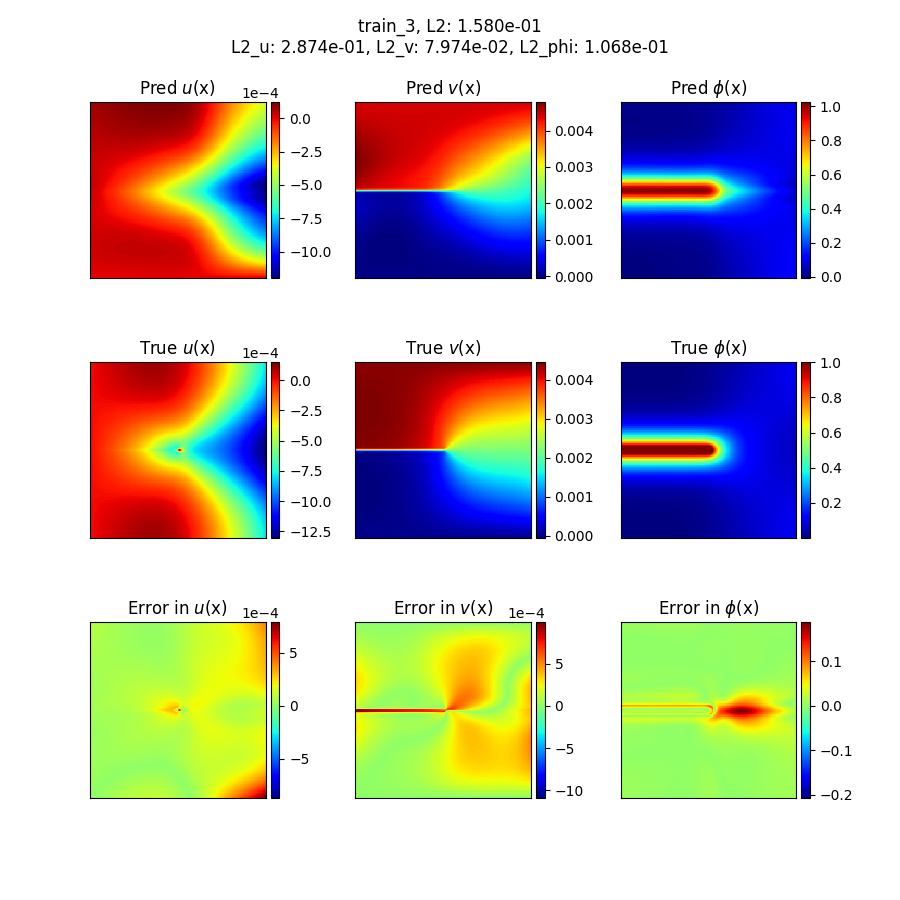 train_3, L2: 1.580e-01
L2_u: 2.874e-01, L2_v: 7.974e-02, L2_phi: 1.068e-01
Pred u(x)
1e−4
0.0
−2.5
−5.0
−7.5
−10.0
Pred v(x)
0.004
0.003
0.002
0.001
0.000
Pred ϕ(x)
1.0
0.8
0.6
0.4
0.2
0.0
True u(x)
1e−4
0.0
−2.5
−5.0
−7.5
−10.0
−12.5
True v(x)
0.004
0.003
0.002
0.001
0.000
True ϕ(x)
1.0
0.8
0.6
0.4
0.2
Error in u(x)
1e−4
5
0
−5
Error in v(x)
1e−4
5
0
−5
−10
Error in ϕ(x)
0.1
0.0
−0.1
−0.2